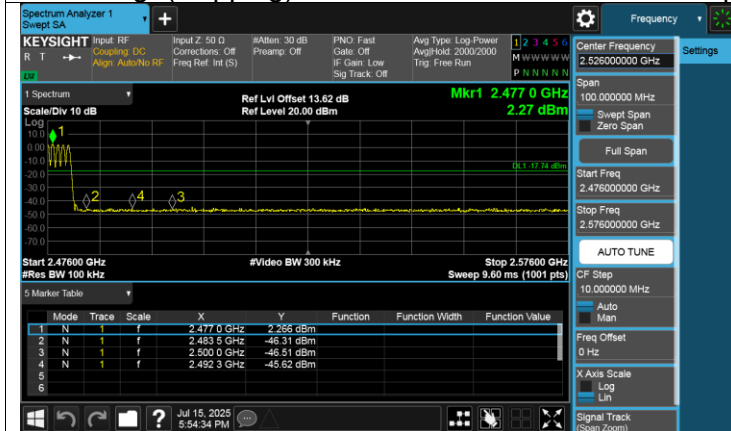 Spectrum Analyzer 1
Swept SA
Frequency
KEYSIGHT
R T
Input: RF
Coupling: DC
Align: Auto/No RF
Input Z: 50 Ω
Corrections: Off
Freq Ref: Int (S)
#Atten: 30 dB
Preamp: Off
PNO: Fast
Gate: Off
IF Gain: Low
Sig Track: Off
Avg Type: Log-Power
Avg|Hold: 2000/2000
Trig: Free Run
1 2 3 4 5 6
M W W W W W
P N N N N N
1 Spectrum
Scale/Div 10 dB
Ref Lvl Offset 13.62 dB
Ref Level 20.00 dBm
Mkr1 2.477 0 GHz
2.27 dBm
Log
10.0
0.00
-10.0
-20.0
-30.0
-40.0
-50.0
-60.0
-70.0
1
2
4
3
DL1 -17.74 dBm
Start 2.47600 GHz
#Res BW 100 kHz
#Video BW 300 kHz
Stop 2.57600 GHz
Sweep 9.60 ms (1001 pts)
5 Marker Table
Mode Trace Scale X Y Function Function Width Function Value
1 N 1 f 2.477 0 GHz 2.266 dBm
2 N 1 f 2.483 5 GHz -46.31 dBm
3 N 1 f 2.500 0 GHz -46.51 dBm
4 N 1 f 2.492 3 GHz -45.62 dBm
5
6
Jul 15, 2025
5:54:34 PM
Center Frequency
2.526000000 GHz
Settings
Span
100.000000 MHz
Swept Span
Zero Span
Full Span
Start Freq
2.476000000 GHz
Stop Freq
2.576000000 GHz
AUTO TUNE
CF Step
10.000000 MHz
Auto
Man
Freq Offset
0 Hz
X Axis Scale
Log
Lin
Signal Track
(Span Zoom)